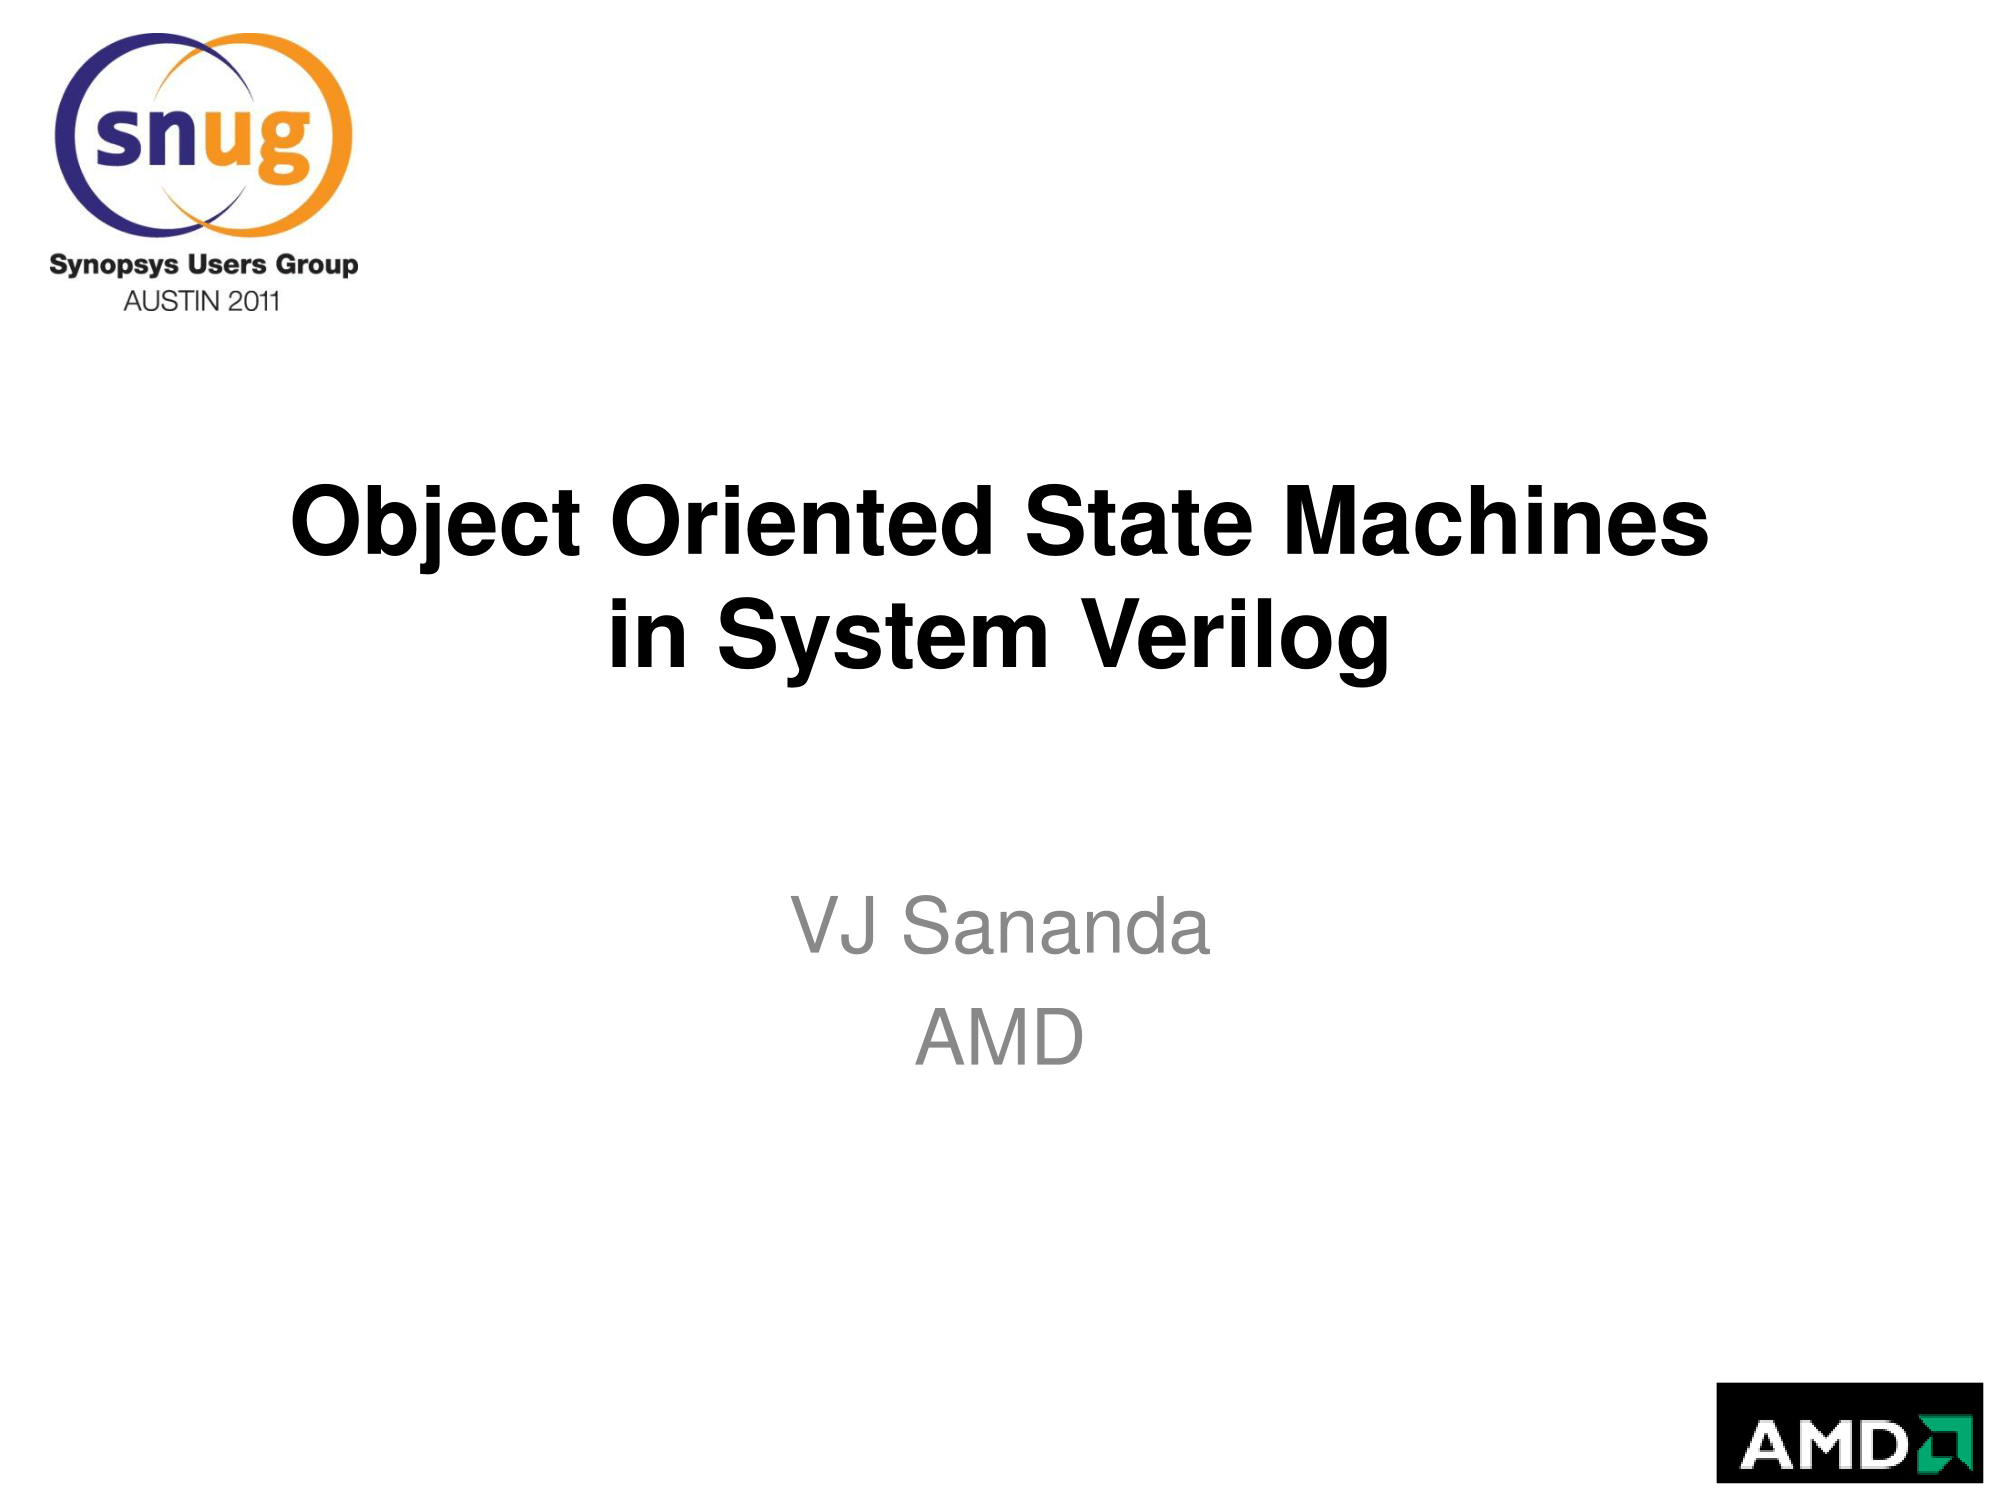 snug
Synopsys Users Group
AUSTIN 2011
Object Oriented State Machines
in System Verilog
VJ Sananda
AMD
AMD